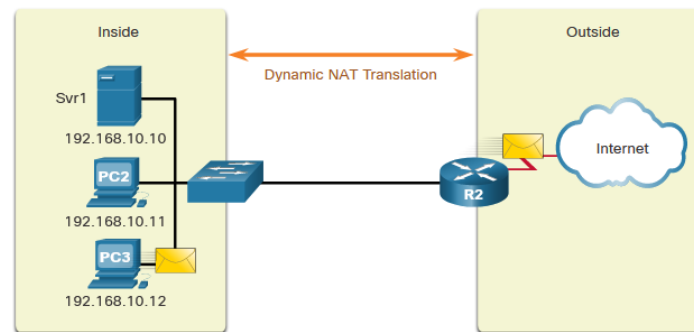 Inside
Outside
Dynamic NAT Translation
Svr1
192.168.10.10
Internet
PC2
R2
192.168.10.11
PC3
192.168.10.12